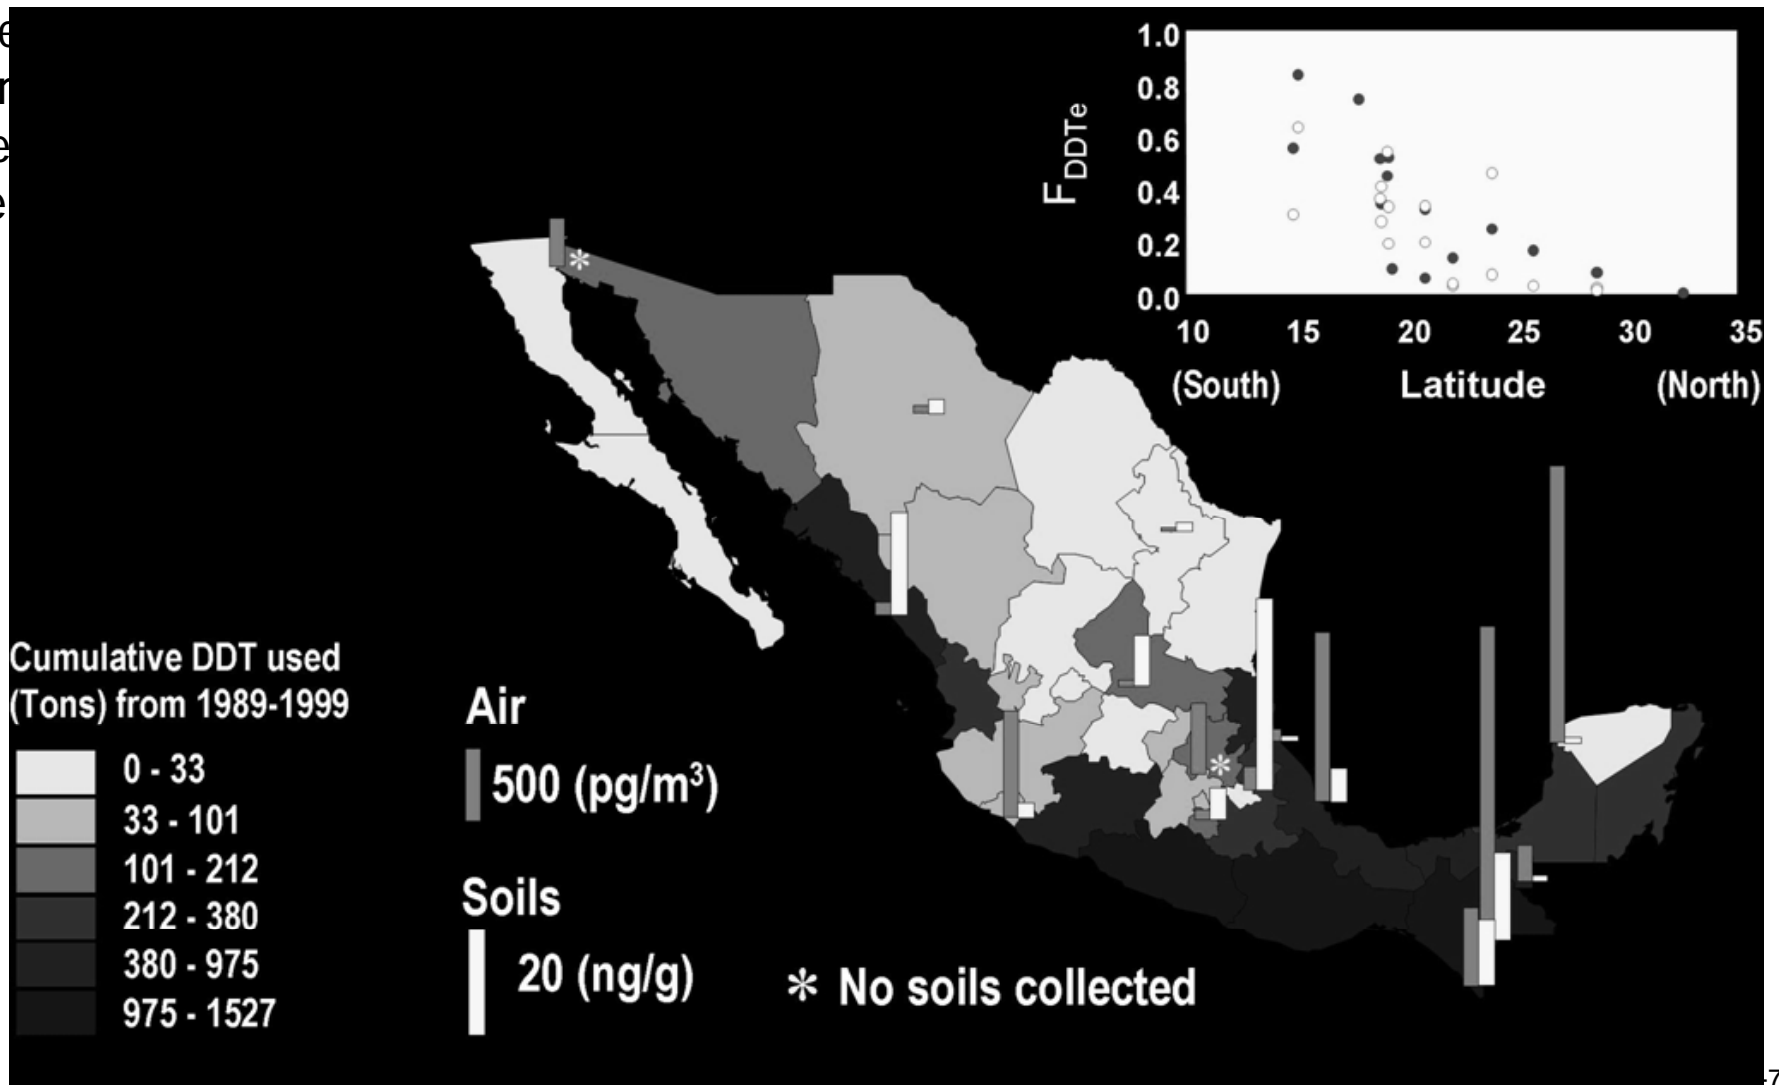 1.0
0.8
0.6
0.4
0.2
0.0
F DDTe
10 15 20 25 30 35
(South) Latitude (North)
Cumulative DDT used
(Tons) from 1989-1999
0 - 33
33 - 101
101 - 212
212 - 380
380 - 975
975 - 1527
Air
500 (pg/m³)
Soils
20 (ng/g)
* No soils collected
*
*